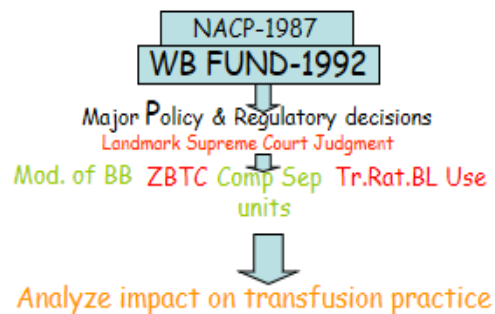 NACP-1987
WB FUND-1992
Major Policy & Regulatory decisions
Landmark Supreme Court Judgment
Mod. of BB ZBTC Comp Sep Tr.Rat.BL Use
units
Analyze impact on transfusion practice